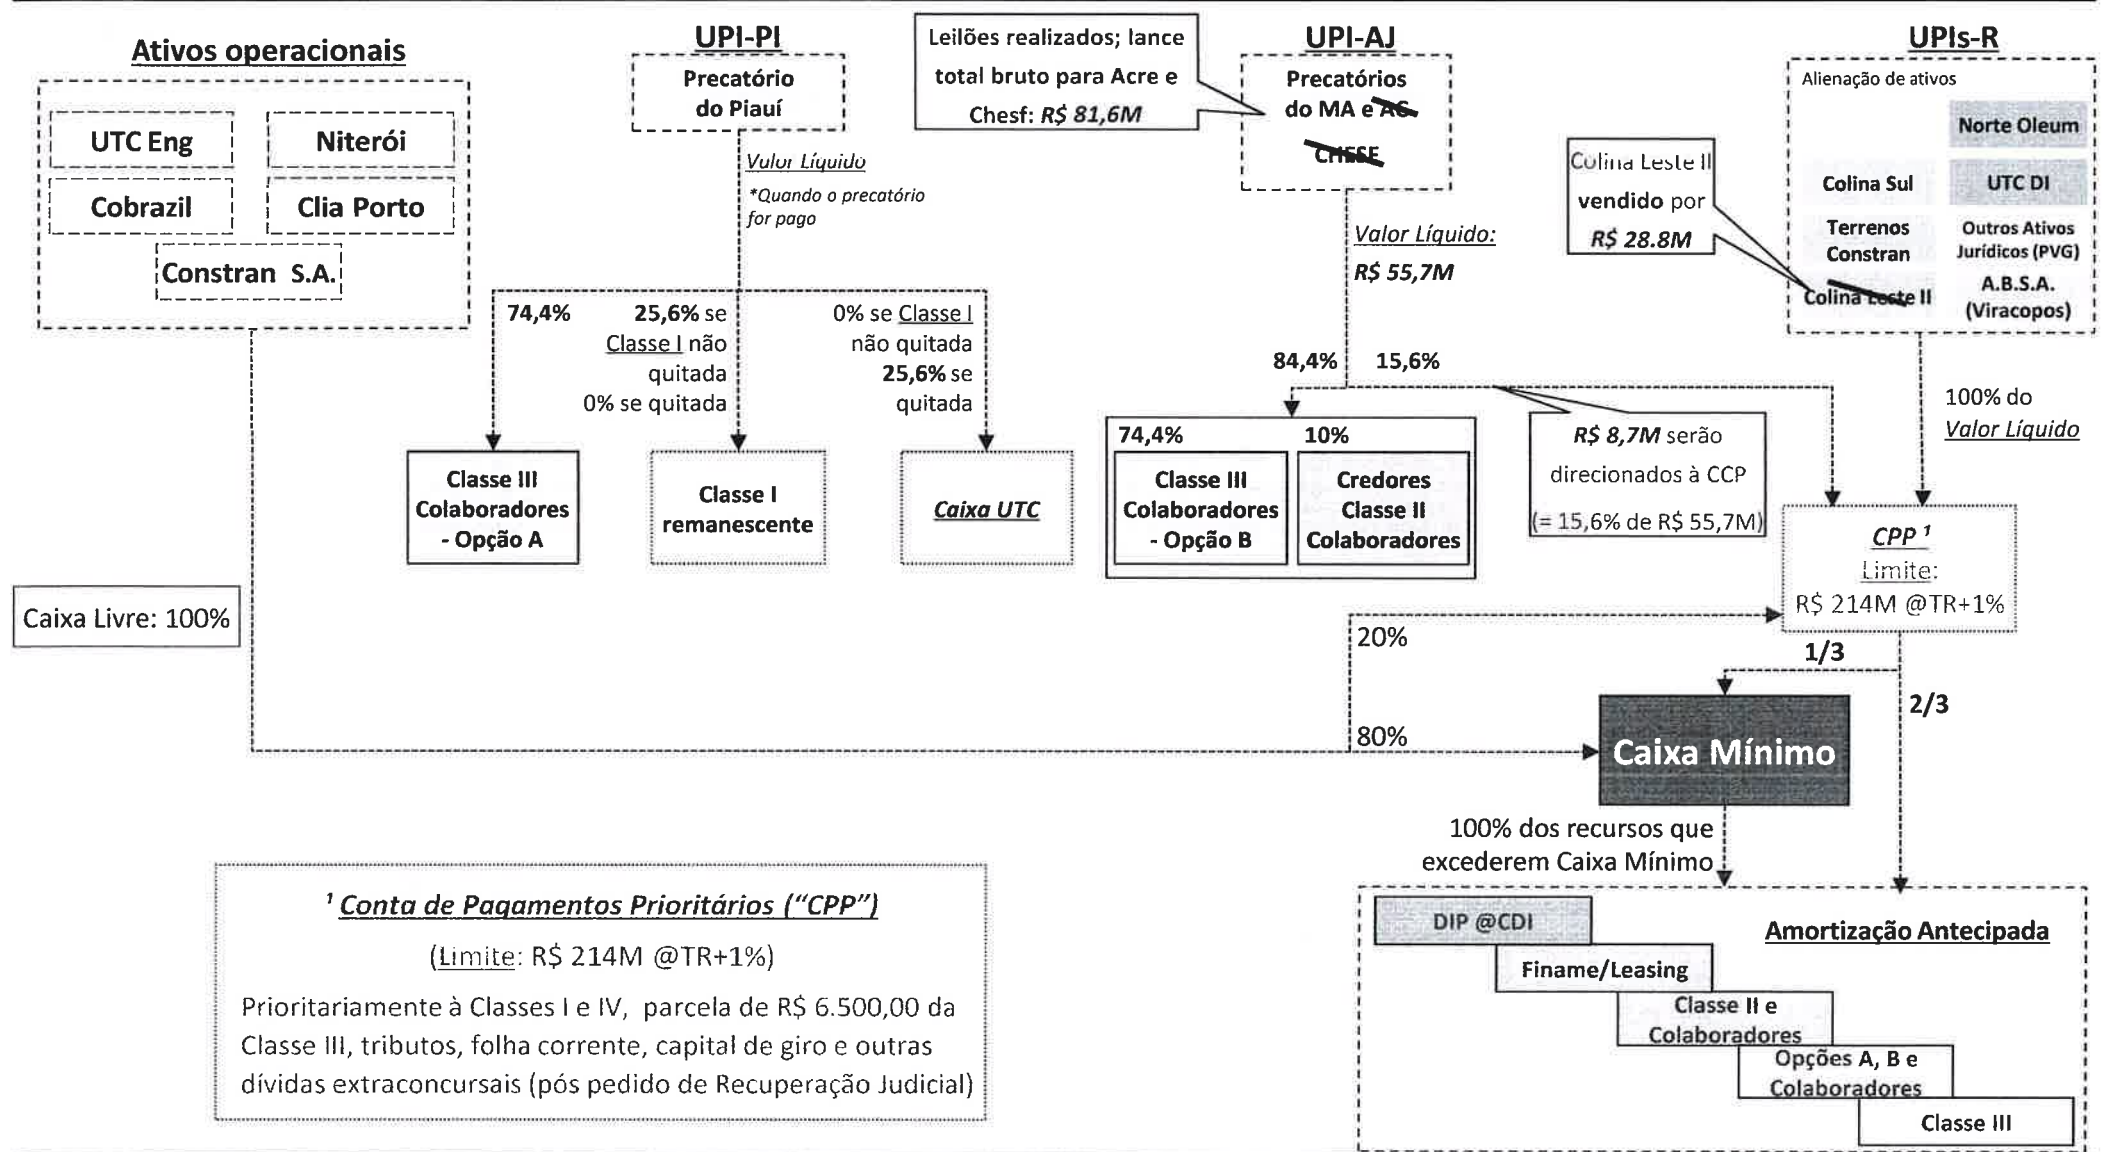 Ativos operacionais
UTC Eng
Niterói
Cobrazil
Clia Porto
Constran S.A.
Caixa Livre: 100%
UPI-PI
Precatório
do Piauí
Valor Líquido
*Quando o precatório
for pago
74,4%
25,6% se
Classe I não
quitada
0% se quitada
0% se Classe I
não quitada
25,6% se
quitada
Classe III
Colaboradores
- Opção A
Classe I
remanescente
Caixa UTC
Leilões realizados; lance
total bruto para Acre e
Chesf: R$ 81,6M
UPI-AJ
Precatórios
do MA e AC
CHESF
Valor Líquido:
R$ 55,7M
84,4%
15,6%
74,4%
10%
Classe III
Colaboradores
- Opção B
Credores
Classe II
Colaboradores
R$ 8,7M serão
direcionados à CCP
(= 15,6% de R$ 55,7M)
UPIs-R
Alienação de ativos
Norte Oleum
Colina Sul
UTC DI
Terrenos
Constran
Outros Ativos
Jurídicos (PVG)
Colina Leste II
A.B.S.A.
(Viracopos)
Colina Leste II
vendido por
R$ 28.8M
100% do
Valor Líquido
CPP ¹
Limite:
R$ 214M @TR+1%
20%
80%
1/3
2/3
Caixa Mínimo
100% dos recursos que
excederem Caixa Mínimo
Amortização Antecipada
DIP @CDI
Finame/Leasing
Classe II e
Colaboradores
Opções A, B e
Colaboradores
Classe III
¹ Conta de Pagamentos Prioritários (“CPP”)
(Limite: R$ 214M @TR+1%)
Prioritariamente à Classes I e IV, parcela de R$ 6.500,00 da
Classe III, tributos, folha corrente, capital de giro e outras
dívidas extraconcursais (pós pedido de Recuperação Judicial)